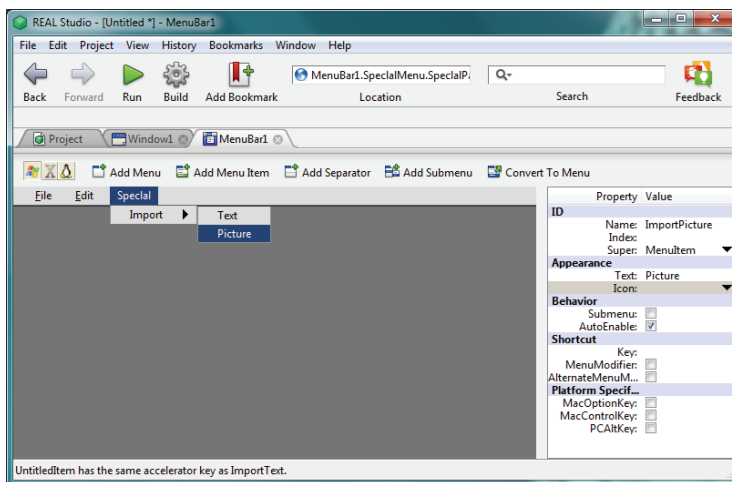 REAL Studio - [Untitled *] - MenuBar1
File Edit Project View History Bookmarks Window Help
MenuBar1.SpecialMenu.SpecialPa
Back Forward Run Build Add Bookmark Location Search Feedback
Project Window1 MenuBar1
Add Menu Add Menu Item Add Separator Add Submenu Convert To Menu
File Edit Special
Import Text
Picture
Property Value
ID
Name: ImportPicture
Index:
Super: MenuItem
Appearance
Text: Picture
Icon:
Behavior
Submenu:
AutoEnable:
Shortcut
Key:
MenuModifier:
AlternateMenuM...
Platform Specif...
MacOptionKey:
MacControlKey:
PCAltKey:
UntitledItem has the same accelerator key as ImportText.